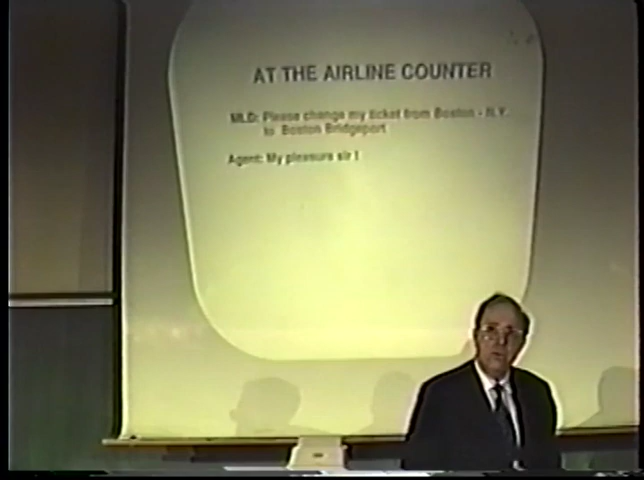 AT THE AIRLINE COUNTER
MLD: Please change my ticket from Boston - N.Y.
to Boston Bridgeport
Agent: My pleasure sir !